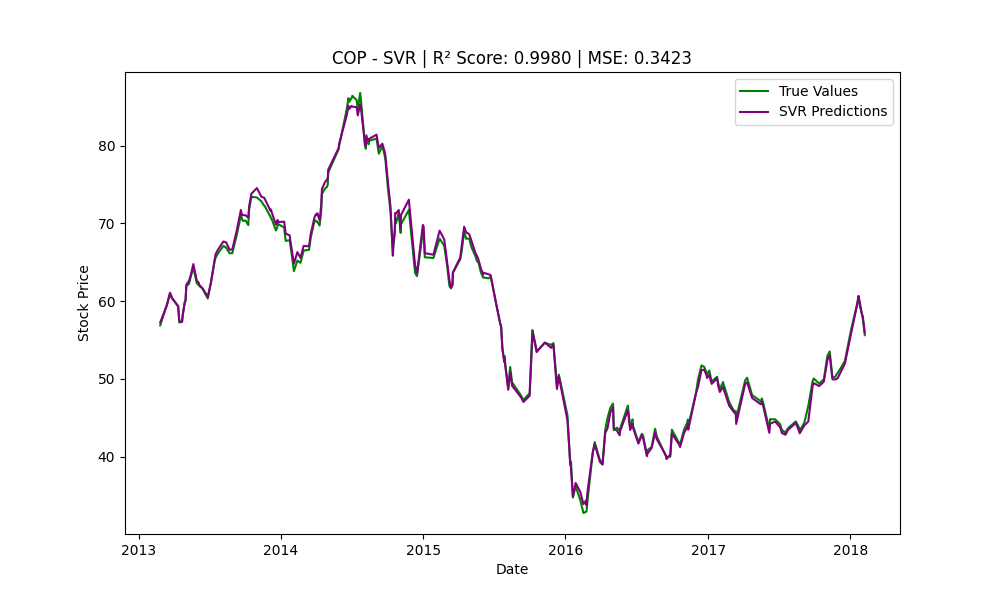 COP - SVR | R² Score: 0.9980 | MSE: 0.3423
True Values
SVR Predictions
Stock Price
80
70
60
50
40
2013 2014 2015 2016 2017 2018
Date